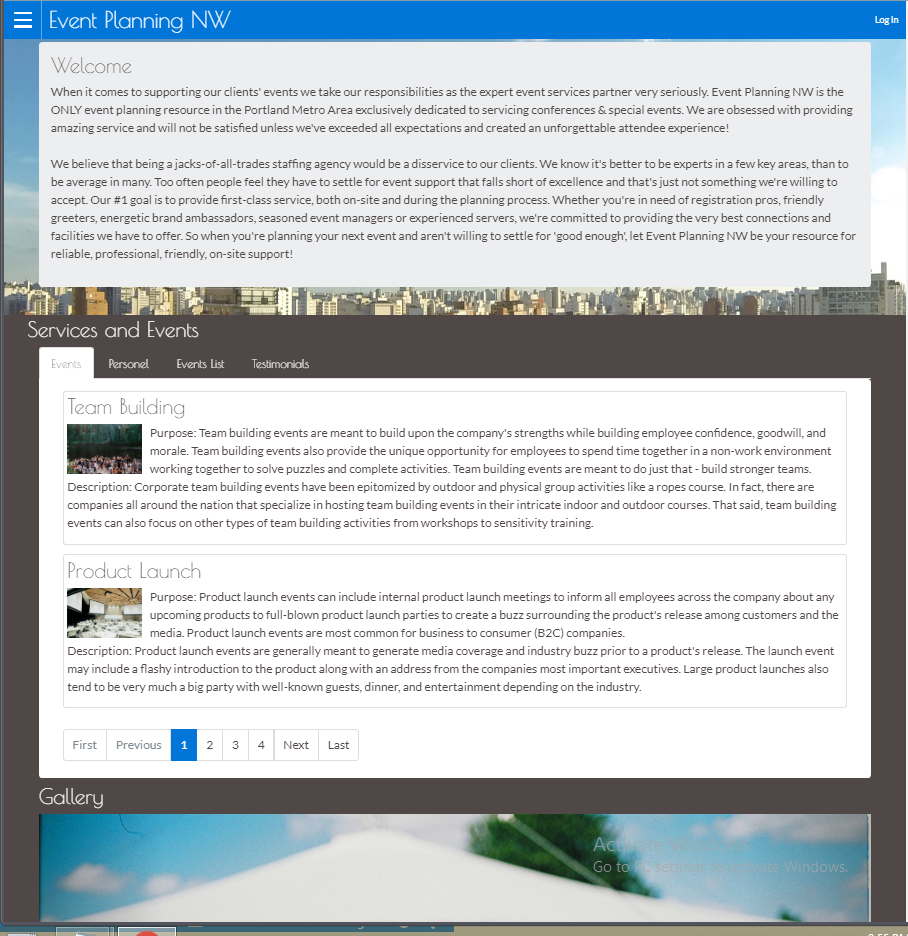 Event Planning NW
Log In
Welcome
When it comes to supporting our clients' events we take our responsibilities as the expert event services partner very seriously. Event Planning NW is the
ONLY event planning resource in the Portland Metro Area exclusively dedicated to servicing conferences & special events. We are obsessed with providing
amazing service and will not be satisfied unless we've exceeded all expectations and created an unforgettable attendee experience!
We believe that being a jacks-of-all-trades staffing agency would be a disservice to our clients. We know it's better to be experts in a few key areas, than to
be average in many. Too often people feel they have to settle for event support that falls short of excellence and that's just not something we're willing to
accept. Our #1 goal is to provide first-class service, both on-site and during the planning process. Whether you're in need of registration pros, friendly
greeters, energetic brand ambassadors, seasoned event managers or experienced servers, we're committed to providing the very best connections and
facilities we have to offer. So when you're planning your next event and aren't willing to settle for 'good enough', let Event Planning NW be your resource for
reliable, professional, friendly, on-site support!
Services and Events
Events Personel Events List Testimonials
Team Building
Purpose: Team building events are meant to build upon the company's strengths while building employee confidence, goodwill, and
morale. Team building events also provide the unique opportunity for employees to spend time together in a non-work environment
working together to solve puzzles and complete activities. Team building events are meant to do just that - build stronger teams.
Description: Corporate team building events have been epitomized by outdoor and physical group activities like a ropes course. In fact, there are
companies all around the nation that specialize in hosting team building events in their intricate indoor and outdoor courses. That said, team building
events can also focus on other types of team building activities from workshops to sensitivity training.
Product Launch
Purpose: Product launch events can include internal product launch meetings to inform all employees across the company about any
upcoming products to full-blown product launch parties to create a buzz surrounding the product's release among customers and the
media. Product launch events are most common for business to consumer (B2C) companies.
Description: Product launch events are generally meant to generate media coverage and industry buzz prior to a product's release. The launch event
may include a flashy introduction to the product along with an address from the companies most important executives. Large product launches also
tend to be very much a big party with well-known guests, dinner, and entertainment depending on the industry.
First Previous 1 2 3 4 Next Last
Gallery
Activate Windows
Go to PC settings to activate Windows.